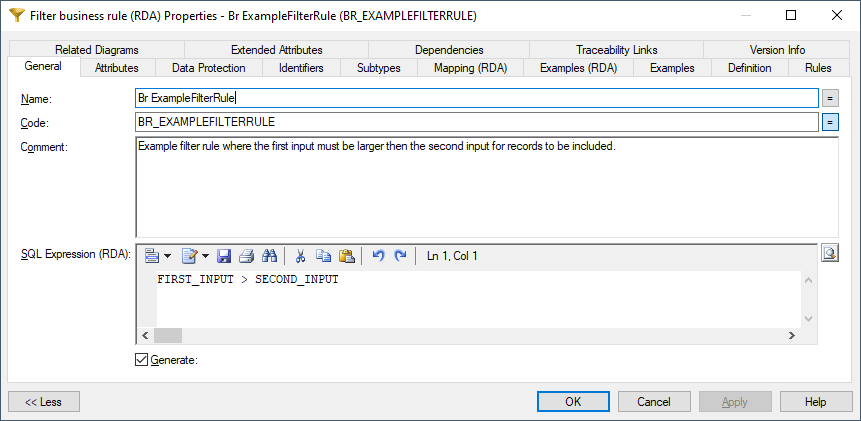 Filter business rule (RDA) Properties - Br ExampleFilterRule (BR_EXAMPLEFILTERRULE)
Related Diagrams Extended Attributes Dependencies Traceability Links Version Info
General Attributes Data Protection Identifiers Subtypes Mapping (RDA) Examples (RDA) Examples Definition Rules
Name: Br ExampleFilterRule =
Code: BR_EXAMPLEFILTERRULE =
Comment: Example filter rule where the first input must be larger then the second input for records to be included.
SQL Expression (RDA): Ln 1, Col 1
FIRST_INPUT > SECOND_INPUT
Generate:
<< Less OK Cancel Apply Help